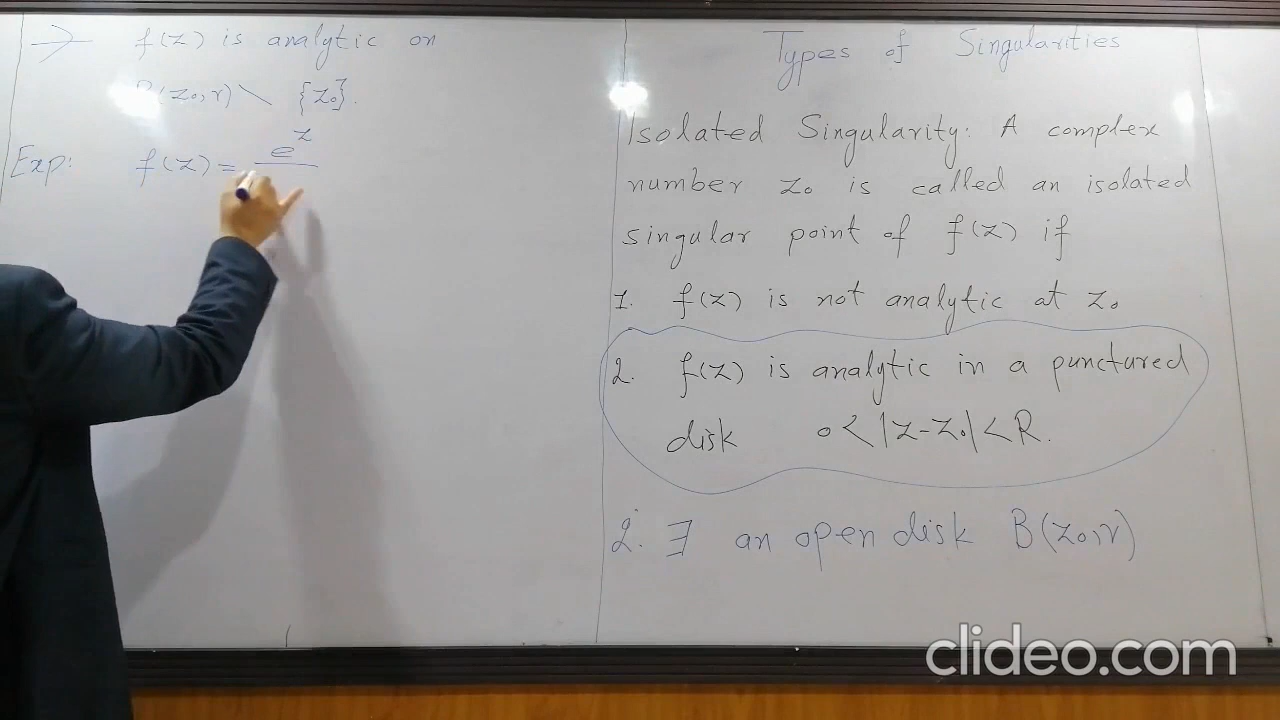 → f(z) is analytic on
B(z₀,r) \ {z₀}.
Exp: f(z) = e^z
Types of Singularities
Isolated Singularity: A complex
number z₀ is called an isolated
singular point of f(z) if
1. f(z) is not analytic at z₀
2. f(z) is analytic in a punctured
disk 0<|z-z₀|<R.
2. ∃ an open disk B(z₀,r)
clideo.com